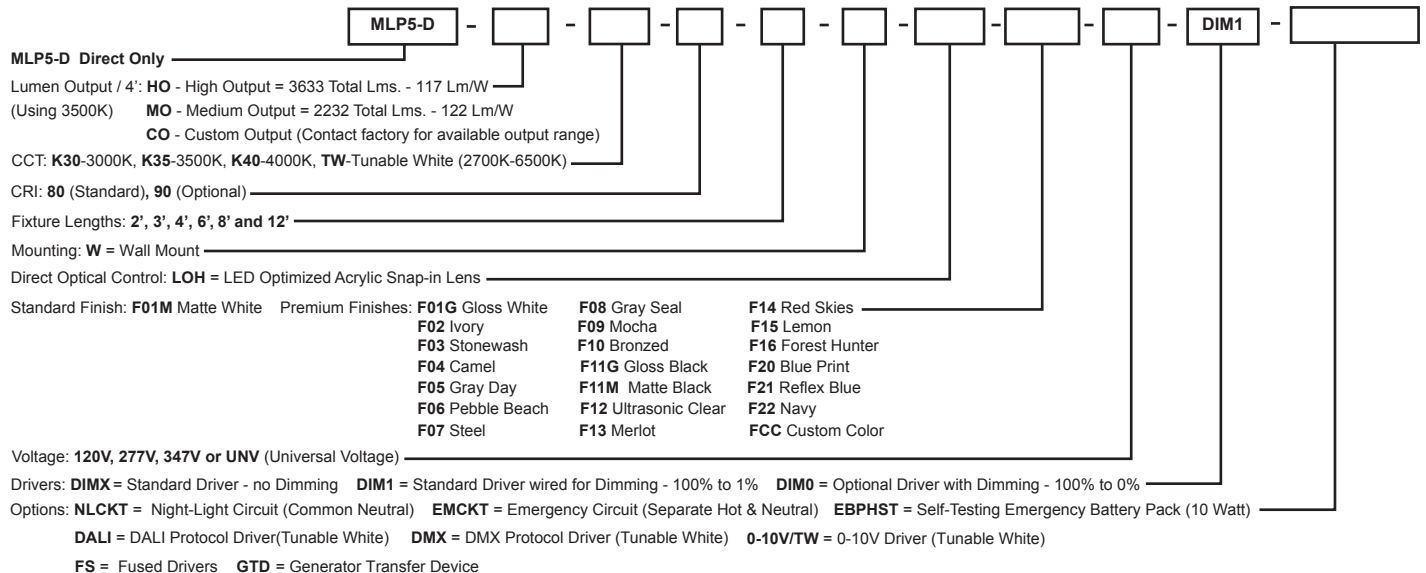 MLP5-D – – – – – – – – – DIM1 –
MLP5-D Direct Only
Lumen Output / 4': HO - High Output = 3633 Total Lms. - 117 Lm/W
(Using 3500K) MO - Medium Output = 2232 Total Lms. - 122 Lm/W
CO - Custom Output (Contact factory for available output range)
CCT: K30-3000K, K35-3500K, K40-4000K, TW-Tunable White (2700K-6500K)
CRI: 80 (Standard), 90 (Optional)
Fixture Lengths: 2', 3', 4', 6', 8' and 12'
Mounting: W = Wall Mount
Direct Optical Control: LOH = LED Optimized Acrylic Snap-in Lens
Standard Finish: F01M Matte White Premium Finishes: F01G Gloss White F08 Gray Seal F14 Red Skies
F02 Ivory F09 Mocha F15 Lemon
F03 Stonewash F10 Bronzed F16 Forest Hunter
F04 Camel F11G Gloss Black F20 Blue Print
F05 Gray Day F11M Matte Black F21 Reflex Blue
F06 Pebble Beach F12 Ultrasonic Clear F22 Navy
F07 Steel F13 Merlot FCC Custom Color
Voltage: 120V, 277V, 347V or UNV (Universal Voltage)
Drivers: DIMX = Standard Driver - no Dimming DIM1 = Standard Driver wired for Dimming - 100% to 1% DIM0 = Optional Driver with Dimming - 100% to 0%
Options: NLCKT = Night-Light Circuit (Common Neutral) EMCKT = Emergency Circuit (Separate Hot & Neutral) EBPHST = Self-Testing Emergency Battery Pack (10 Watt)
DALI = DALI Protocol Driver(Tunable White) DMX = DMX Protocol Driver (Tunable White) 0-10V/TW = 0-10V Driver (Tunable White)
FS = Fused Drivers GTD = Generator Transfer Device